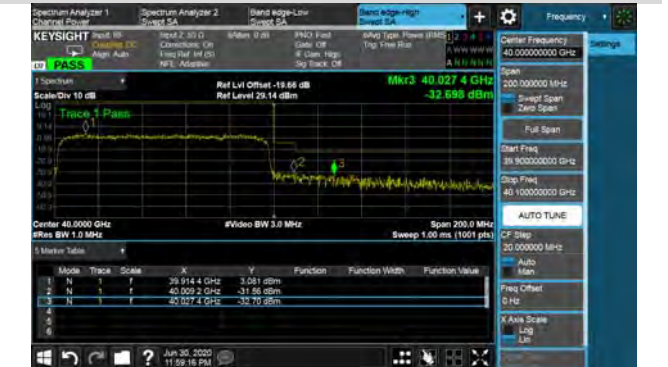 Spectrum Analyzer 1
Channel Power
Spectrum Analyzer 2
Swept SA
Band edge-Low
Swept SA
Band edge-High
Swept SA
Frequency
KEYSIGHT
Input: RF
Coupling: DC
Align: Auto
Input Z: 50 Ω
Corrections: On
Freq Ref: Int (S)
NFE: Adaptive
Atten: 0 dB
PNO: Fast
Gate: Off
IF Gain: High
Sig Track: Off
Avg Type: Power (RMS)
Trig: Free Run
PASS
1 Spectrum
Scale/Div 10 dB
Ref Lvl Offset -19.66 dB
Ref Level 29.14 dBm
Mkr3 40.027 4 GHz
-32.698 dBm
Log
Trace 1 Pass
Center 40.0000 GHz
#Res BW 1.0 MHz
#Video BW 3.0 MHz
Span 200.0 MHz
Sweep 1.00 ms (1001 pts)
5 Marker Table
Mode Trace Scale X Y Function Function Width Function Value
1 N 1 f 39.914 4 GHz 3.081 dBm
2 N 1 f 40.009 2 GHz -31.56 dBm
3 N 1 f 40.027 4 GHz -32.70 dBm
4
5
6
Jun 30, 2020
11:59:16 PM
Center Frequency
40.000000000 GHz
Settings
Span
200.000000 MHz
Swept Span
Zero Span
Full Span
Start Freq
39.900000000 GHz
Stop Freq
40.100000000 GHz
AUTO TUNE
CF Step
20.000000 MHz
Auto
Man
Freq Offset
0 Hz
X Axis Scale
Log
Lin